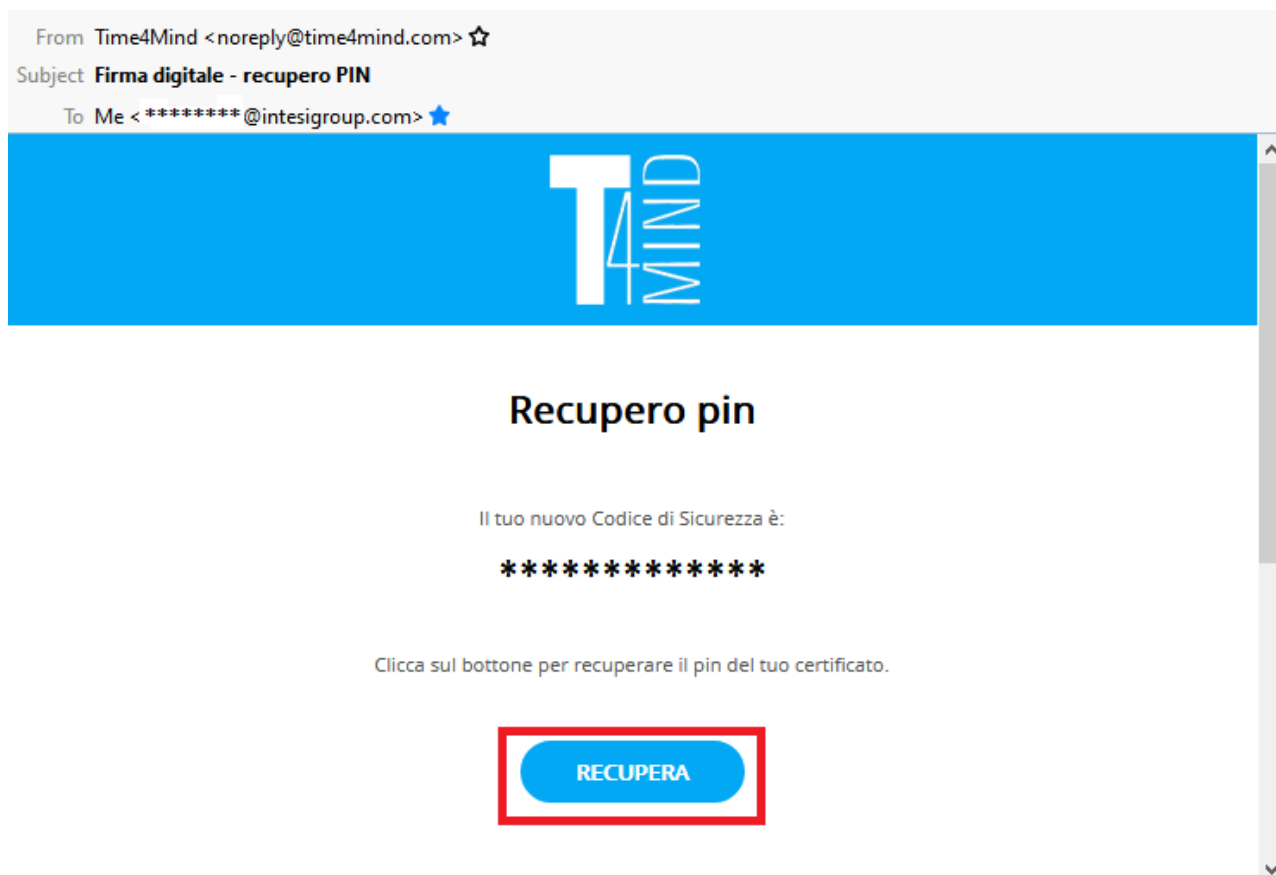 From Time4Mind <noreply@time4mind.com>
Subject Firma digitale - recupero PIN
To Me < ******** @intesigroup.com>
T4MIND
Recupero pin
Il tuo nuovo Codice di Sicurezza è:
*************
Clicca sul bottone per recuperare il pin del tuo certificato.
RECUPERA